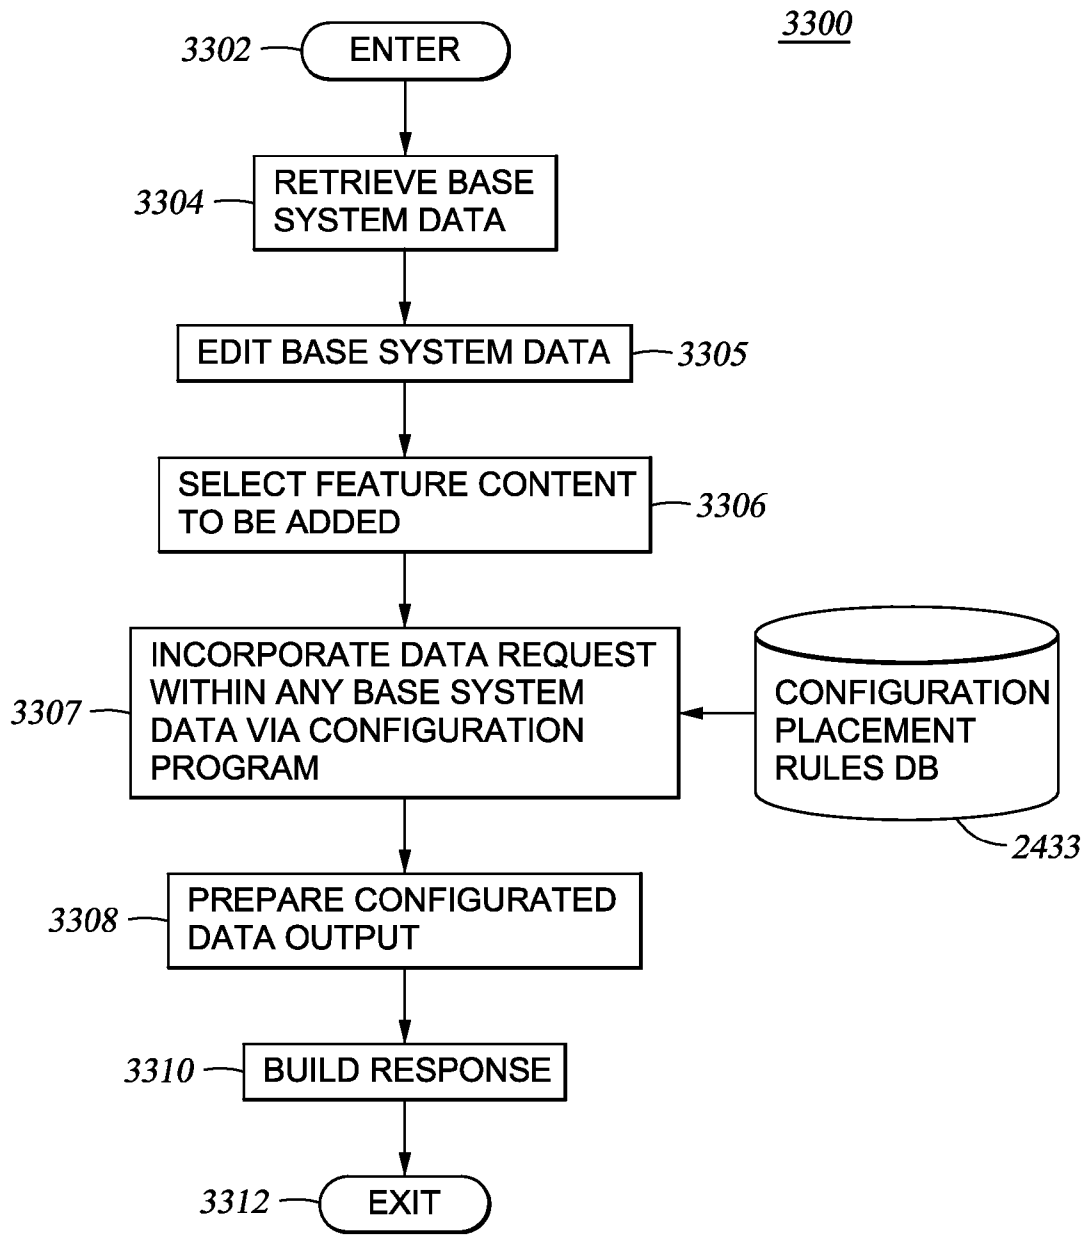 3300
3302
ENTER
3304
RETRIEVE BASE
SYSTEM DATA
EDIT BASE SYSTEM DATA
3305
SELECT FEATURE CONTENT
TO BE ADDED
3306
3307
INCORPORATE DATA REQUEST
WITHIN ANY BASE SYSTEM
DATA VIA CONFIGURATION
PROGRAM
CONFIGURATION
PLACEMENT
RULES DB
2433
3308
PREPARE CONFIGURATED
DATA OUTPUT
3310
BUILD RESPONSE
3312
EXIT